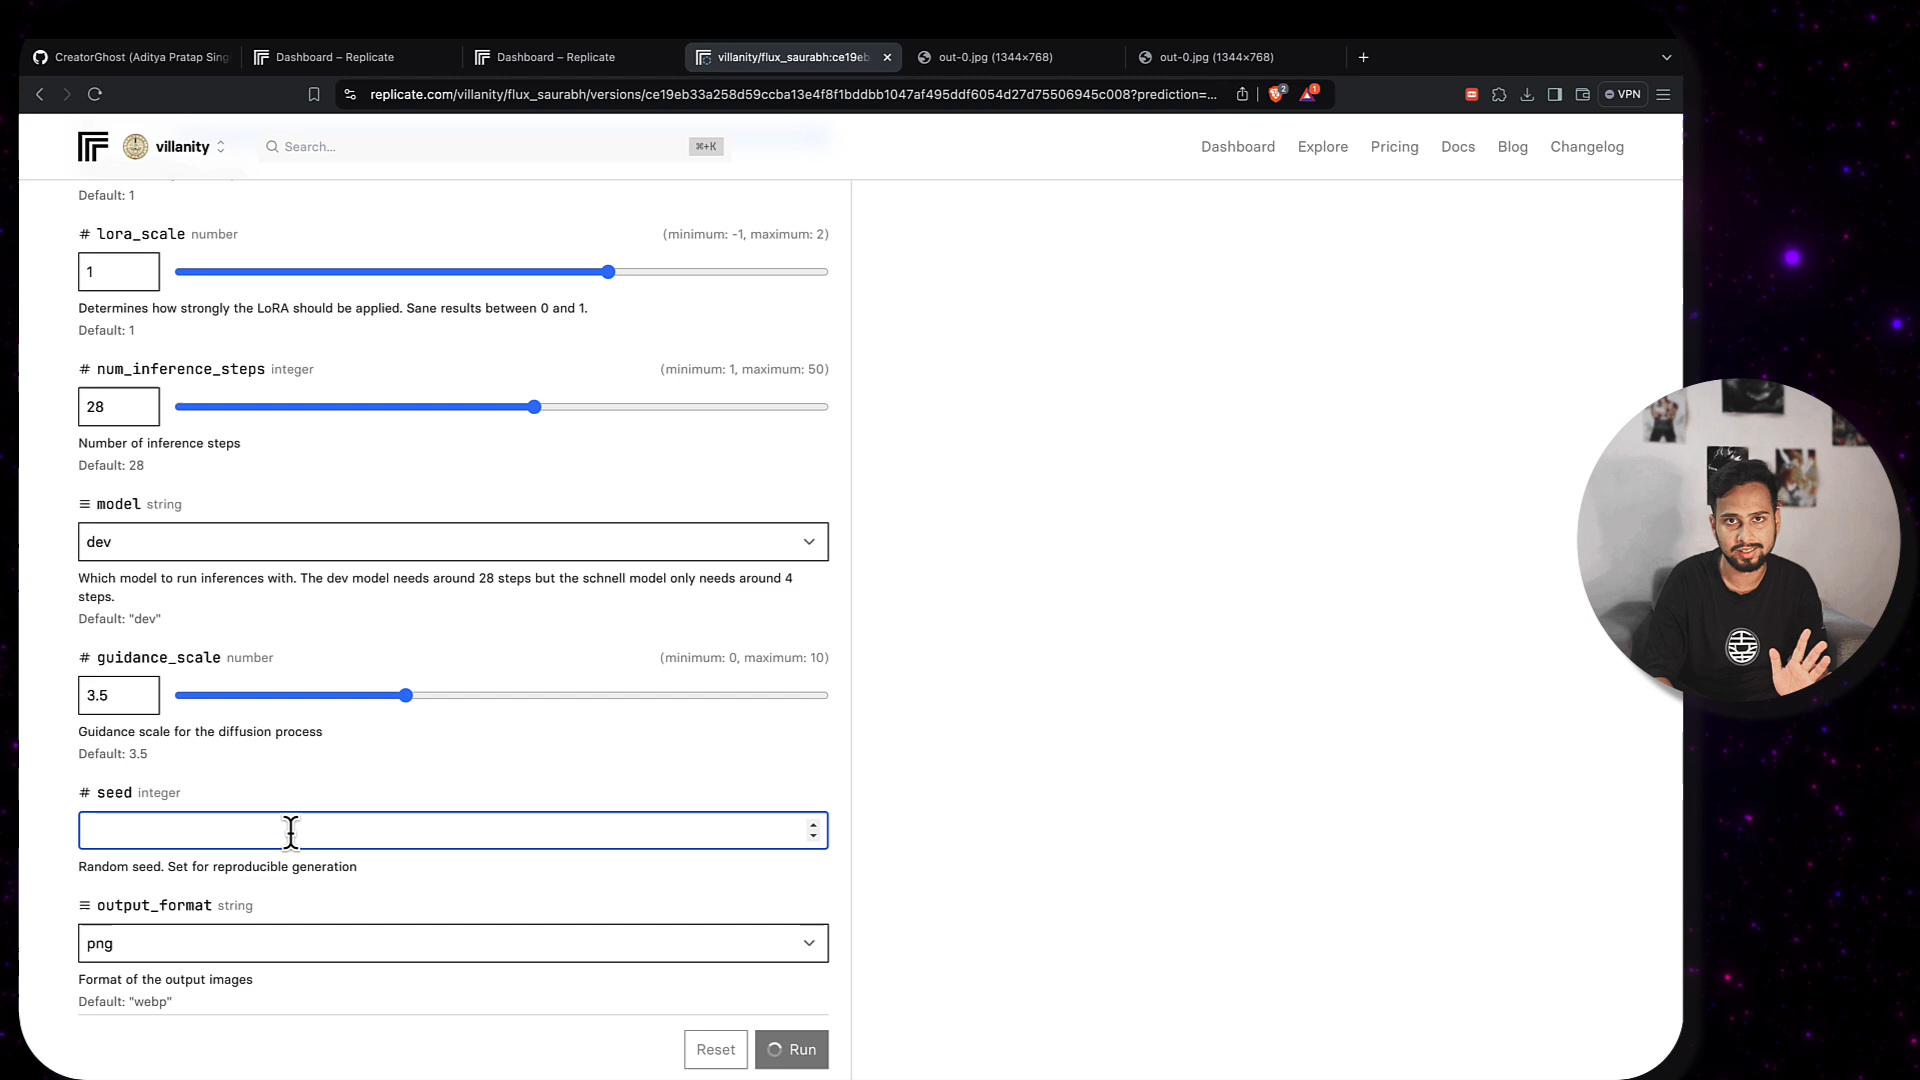 CreatorGhost (Aditya Pratap Sing
Dashboard – Replicate
Dashboard – Replicate
villanity/flux_saurabh:ce19eb
out-0.jpg (1344×768)
out-0.jpg (1344×768)
replicate.com/villanity/flux_saurabh/versions/ce19eb33a258d59ccba13e4f8f1bddbb1047af495ddf6054d27d75506945c008?prediction=...
2
1
VPN
villanity
Search...
⌘+K
Dashboard
Explore
Pricing
Docs
Blog
Changelog
Default: 1
# lora_scale number
(minimum: -1, maximum: 2)
1
Determines how strongly the LoRA should be applied. Sane results between 0 and 1.
Default: 1
# num_inference_steps integer
(minimum: 1, maximum: 50)
28
Number of inference steps
Default: 28
model string
dev
Which model to run inferences with. The dev model needs around 28 steps but the schnell model only needs around 4
steps.
Default: "dev"
# guidance_scale number
(minimum: 0, maximum: 10)
3.5
Guidance scale for the diffusion process
Default: 3.5
# seed integer
Random seed. Set for reproducible generation
output_format string
png
Format of the output images
Default: "webp"
Reset
Run